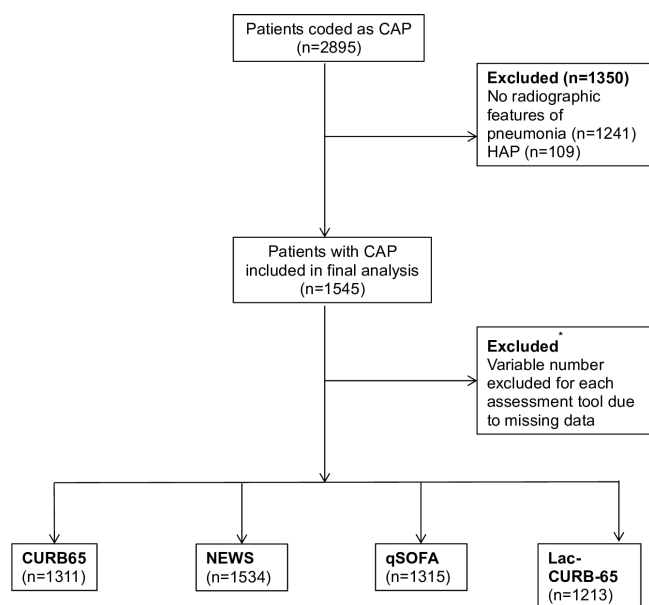 Patients coded as CAP
(n=2895)
Excluded (n=1350)
No radiographic
features of
pneumonia (n=1241)
HAP (n=109)
Patients with CAP
included in final analysis
(n=1545)
Excluded*
Variable number
excluded for each
assessment tool due
to missing data
CURB65
(n=1311)
NEWS
(n=1534)
qSOFA
(n=1315)
Lac-
CURB-65
(n=1213)